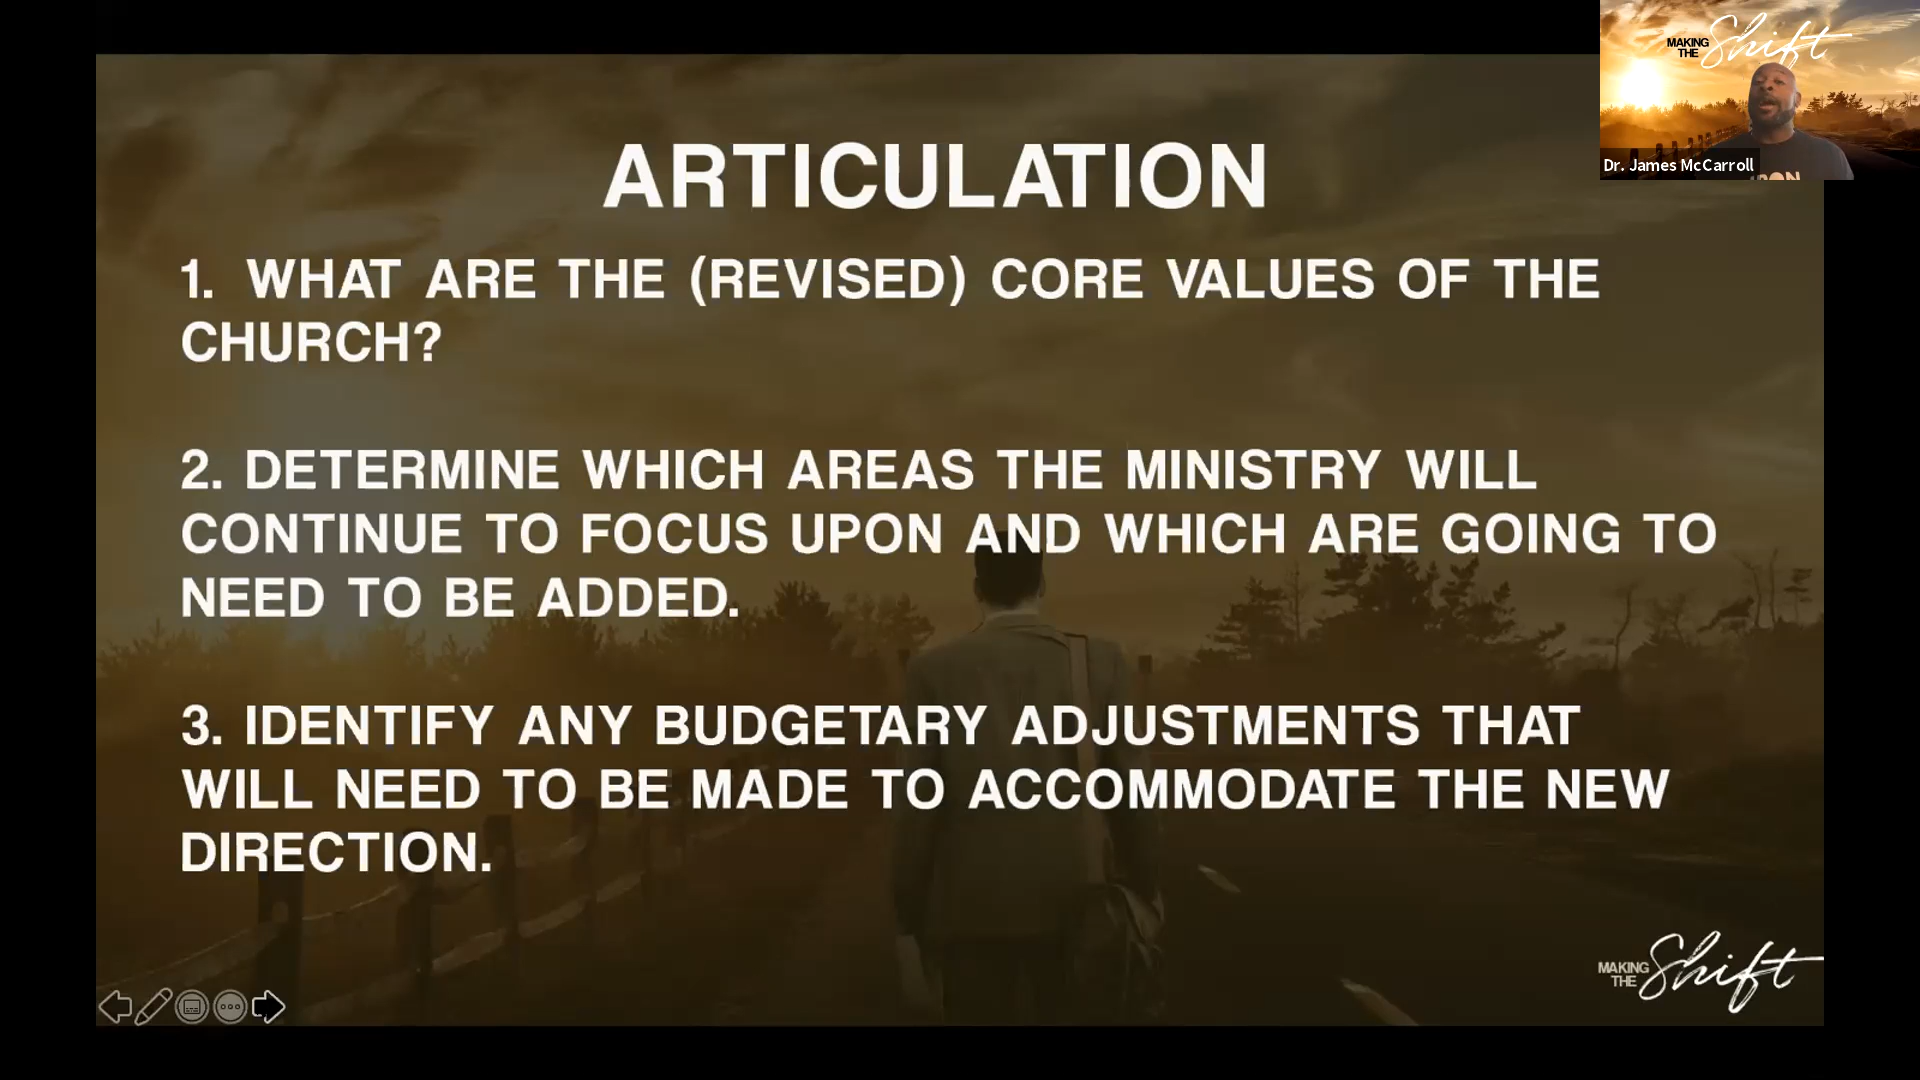 MAKING
THE Shift
Dr. James McCarroll
ARTICULATION
1. WHAT ARE THE (REVISED) CORE VALUES OF THE
CHURCH?
2. DETERMINE WHICH AREAS THE MINISTRY WILL
CONTINUE TO FOCUS UPON AND WHICH ARE GOING TO
NEED TO BE ADDED.
3. IDENTIFY ANY BUDGETARY ADJUSTMENTS THAT
WILL NEED TO BE MADE TO ACCOMMODATE THE NEW
DIRECTION.
MAKING
THE Shift